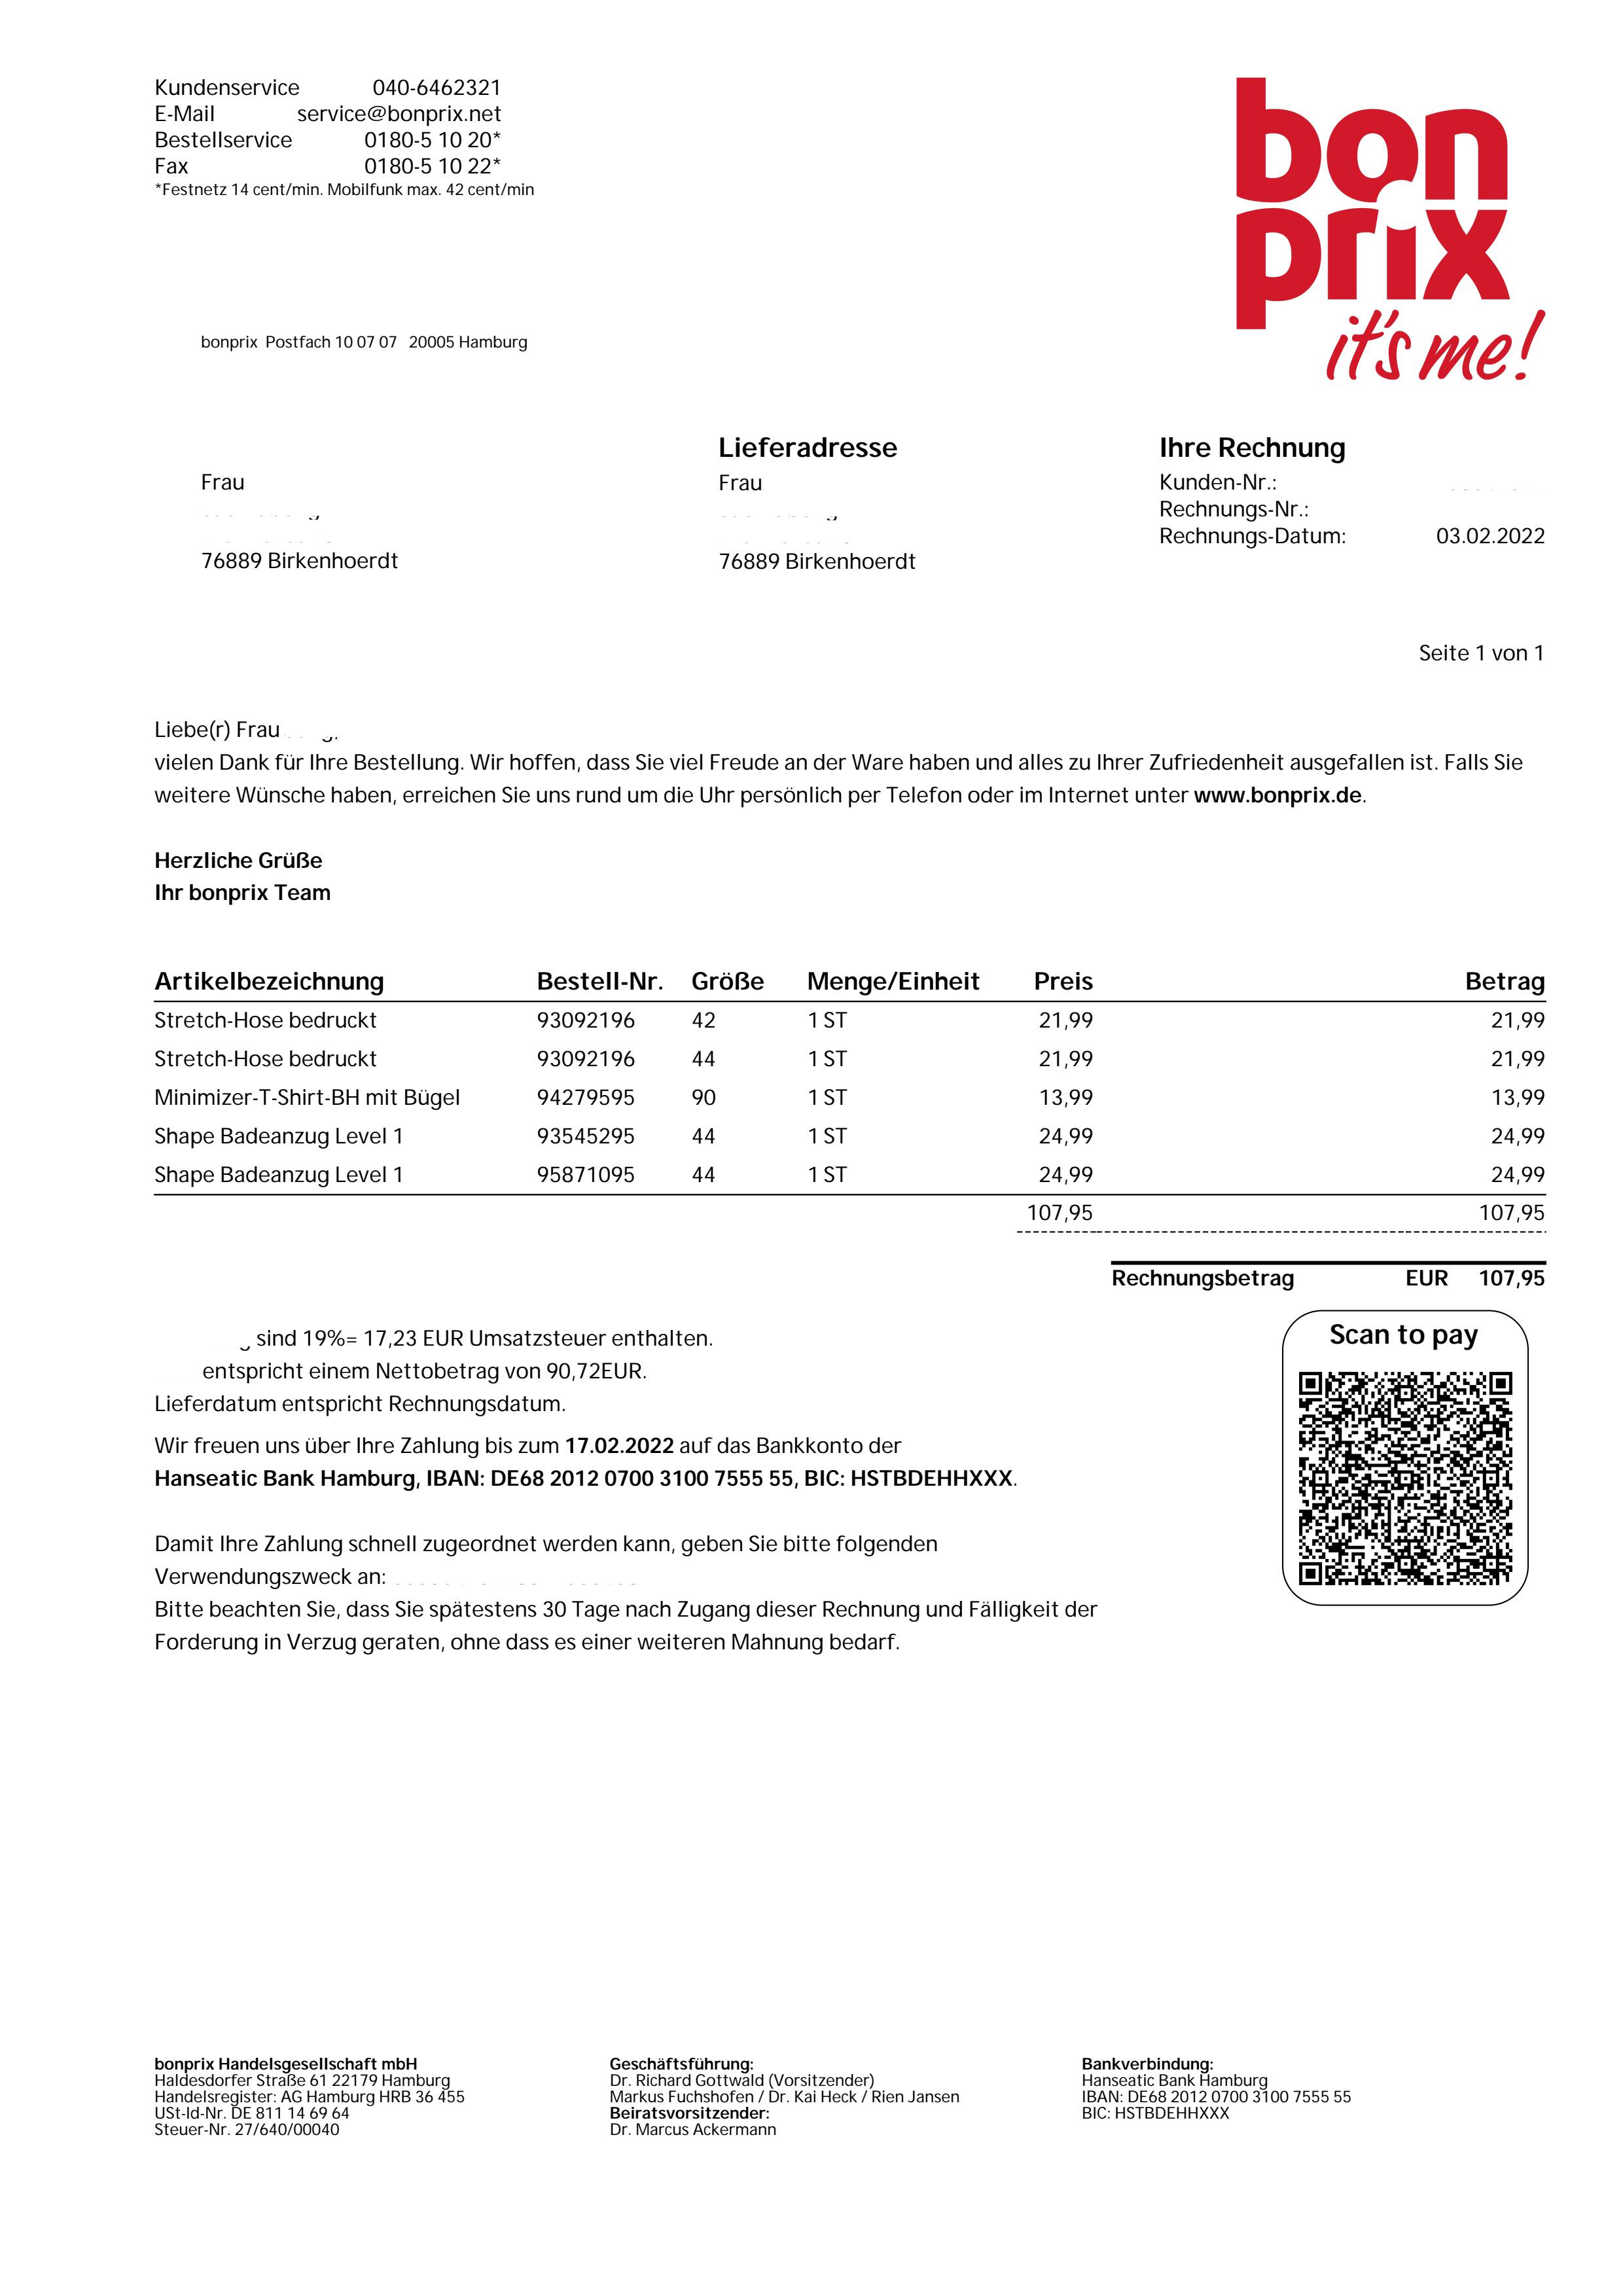 Kundenservice 040-6462321
E-Mail service@bonprix.net
Bestellservice 0180-5 10 20*
Fax 0180-5 10 22*
*Festnetz 14 cent/min. Mobilfunk max. 42 cent/min
bon
prix
it's me!
bonprix Postfach 10 07 07 20005 Hamburg
Frau
76889 Birkenhoerdt
Lieferadresse
Frau
76889 Birkenhoerdt
Ihre Rechnung
Kunden-Nr.:
Rechnungs-Nr.:
Rechnungs-Datum: 03.02.2022
Seite 1 von 1
Liebe(r) Frau
vielen Dank für Ihre Bestellung. Wir hoffen, dass Sie viel Freude an der Ware haben und alles zu Ihrer Zufriedenheit ausgefallen ist. Falls Sie
weitere Wünsche haben, erreichen Sie uns rund um die Uhr persönlich per Telefon oder im Internet unter www.bonprix.de.
Herzliche Grüße
Ihr bonprix Team
Artikelbezeichnung Bestell-Nr. Größe Menge/Einheit Preis Betrag
Stretch-Hose bedruckt 93092196 42 1 ST 21,99 21,99
Stretch-Hose bedruckt 93092196 44 1 ST 21,99 21,99
Minimizer-T-Shirt-BH mit Bügel 94279595 90 1 ST 13,99 13,99
Shape Badeanzug Level 1 93545295 44 1 ST 24,99 24,99
Shape Badeanzug Level 1 95871095 44 1 ST 24,99 24,99
107,95 107,95
Rechnungsbetrag EUR 107,95
Scan to pay
sind 19%= 17,23 EUR Umsatzsteuer enthalten.
entspricht einem Nettobetrag von 90,72EUR.
Lieferdatum entspricht Rechnungsdatum.
Wir freuen uns über Ihre Zahlung bis zum 17.02.2022 auf das Bankkonto der
Hanseatic Bank Hamburg, IBAN: DE68 2012 0700 3100 7555 55, BIC: HSTBDEHHXXX.
Damit Ihre Zahlung schnell zugeordnet werden kann, geben Sie bitte folgenden
Verwendungszweck an:
Bitte beachten Sie, dass Sie spätestens 30 Tage nach Zugang dieser Rechnung und Fälligkeit der
Forderung in Verzug geraten, ohne dass es einer weiteren Mahnung bedarf.
bonprix Handelsgesellschaft mbH
Haldesdorfer Straße 61 22179 Hamburg
Handelsregister: AG Hamburg HRB 36 455
USt-Id-Nr. DE 811 14 69 64
Steuer-Nr. 27/640/00040
Geschäftsführung:
Dr. Richard Gottwald (Vorsitzender)
Markus Fuchshofen / Dr. Kai Heck / Rien Jansen
Beiratsvorsitzender:
Dr. Marcus Ackermann
Bankverbindung:
Hanseatic Bank Hamburg
IBAN: DE68 2012 0700 3100 7555 55
BIC: HSTBDEHHXXX